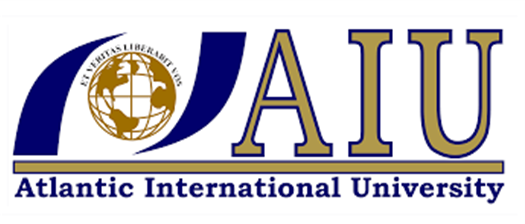 ET VERITAS LIBERABIT VOS
AIU
Atlantic International University